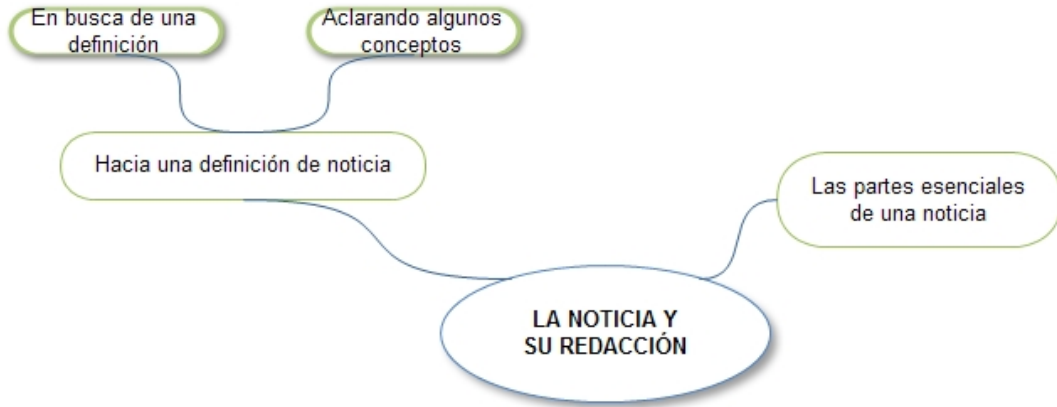 En busca de una
definición
Aclarando algunos
conceptos
Hacia una definición de noticia
Las partes esenciales
de una noticia
LA NOTICIA Y
SU REDACCIÓN